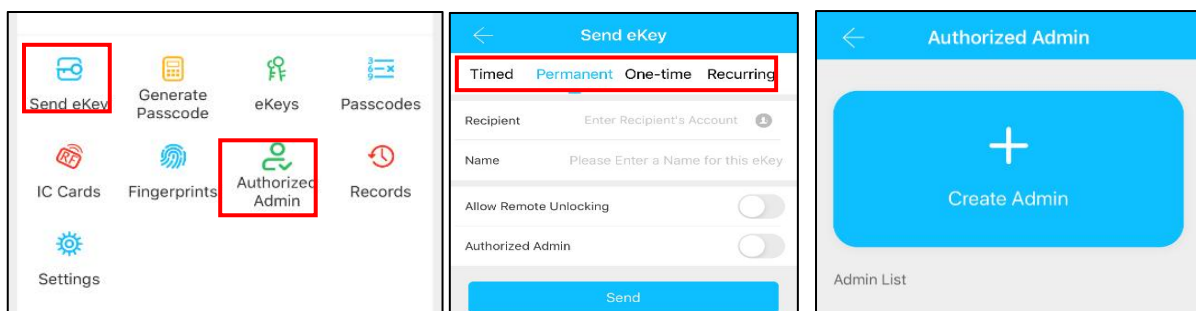 Send eKey
Generate
Passcode
eKeys
Passcodes
IC Cards
Fingerprints
Authorized
Admin
Records
Settings
Send eKey
Timed Permanent One-time Recurring
Recipient Enter Recipient's Account
Name Please Enter a Name for this eKey
Allow Remote Unlocking
Authorized Admin
Send
Authorized Admin
Create Admin
Admin List